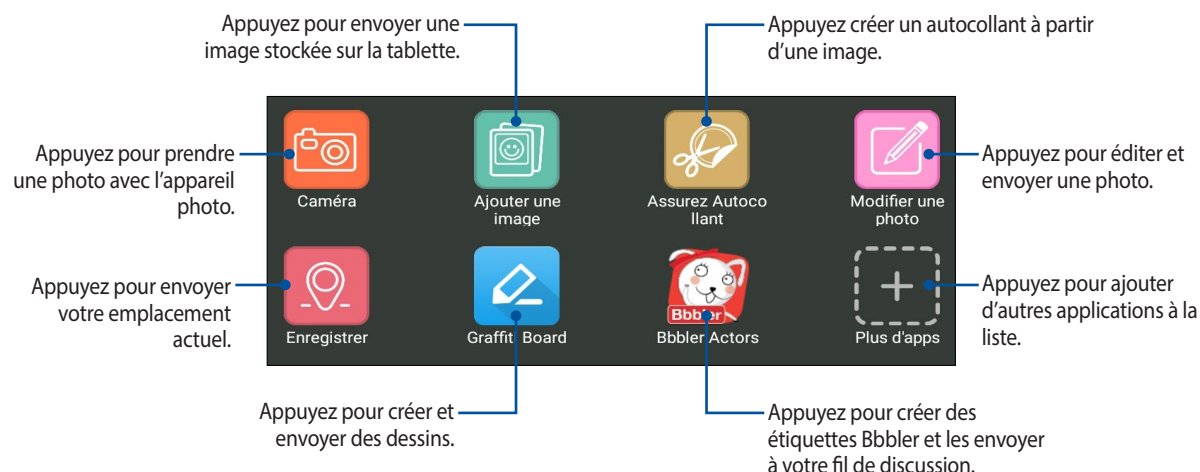 Appuyez pour envoyer une
image stockée sur la tablette.
Appuyez créer un autocollant à partir
d'une image.
Appuyez pour prendre
une photo avec l'appareil
photo.
Caméra
Ajouter une
image
Assurez Autoco
llant
Modifier une
photo
Appuyez pour éditer et
envoyer une photo.
Appuyez pour envoyer
votre emplacement
actuel.
Enregistrer
Graffiti Board
Bbbler
Bbbler Actors
Plus d'apps
Appuyez pour ajouter
d'autres applications à la
liste.
Appuyez pour créer et
envoyer des dessins.
Appuyez pour créer des
étiquettes Bbbler et les envoyer
à votre fil de discussion.